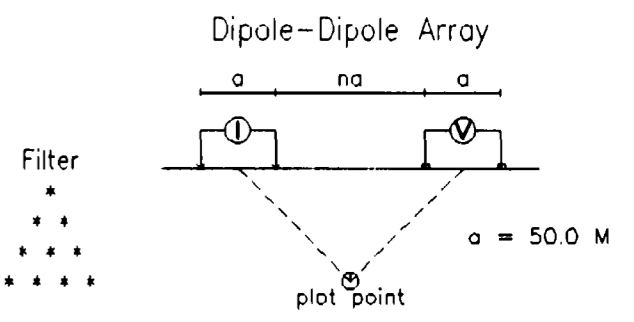 Dipole-Dipole Array
a na a
I V
Filter
*
* *
* * *
* * * *
a = 50.0 M
plot point